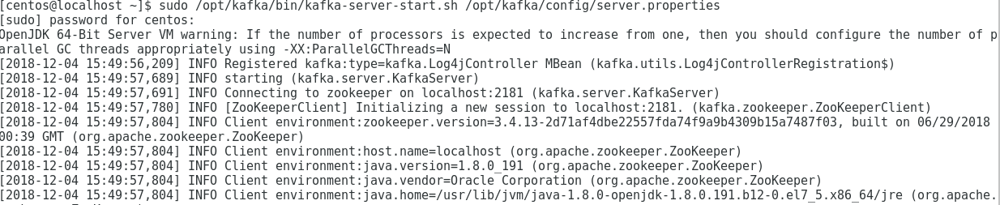 [centos@localhost ~]$ sudo /opt/kafka/bin/kafka-server-start.sh /opt/kafka/config/server.properties
[sudo] password for centos:
OpenJDK 64-Bit Server VM warning: If the number of processors is expected to increase from one, then you should configure the number of p
arallel GC threads appropriately using -XX:ParallelGCThreads=N
[2018-12-04 15:49:56,209] INFO Registered kafka:type=kafka.Log4jController MBean (kafka.utils.Log4jControllerRegistration$)
[2018-12-04 15:49:57,689] INFO starting (kafka.server.KafkaServer)
[2018-12-04 15:49:57,691] INFO Connecting to zookeeper on localhost:2181 (kafka.server.KafkaServer)
[2018-12-04 15:49:57,780] INFO [ZooKeeperClient] Initializing a new session to localhost:2181. (kafka.zookeeper.ZooKeeperClient)
[2018-12-04 15:49:57,804] INFO Client environment:zookeeper.version=3.4.13-2d71af4dbe22557fda74f9a9b4309b15a7487f03, built on 06/29/2018
00:39 GMT (org.apache.zookeeper.ZooKeeper)
[2018-12-04 15:49:57,804] INFO Client environment:host.name=localhost (org.apache.zookeeper.ZooKeeper)
[2018-12-04 15:49:57,804] INFO Client environment:java.version=1.8.0_191 (org.apache.zookeeper.ZooKeeper)
[2018-12-04 15:49:57,804] INFO Client environment:java.vendor=Oracle Corporation (org.apache.zookeeper.ZooKeeper)
[2018-12-04 15:49:57,804] INFO Client environment:java.home=/usr/lib/jvm/java-1.8.0-openjdk-1.8.0.191.b12-0.el7_5.x86_64/jre (org.apache.